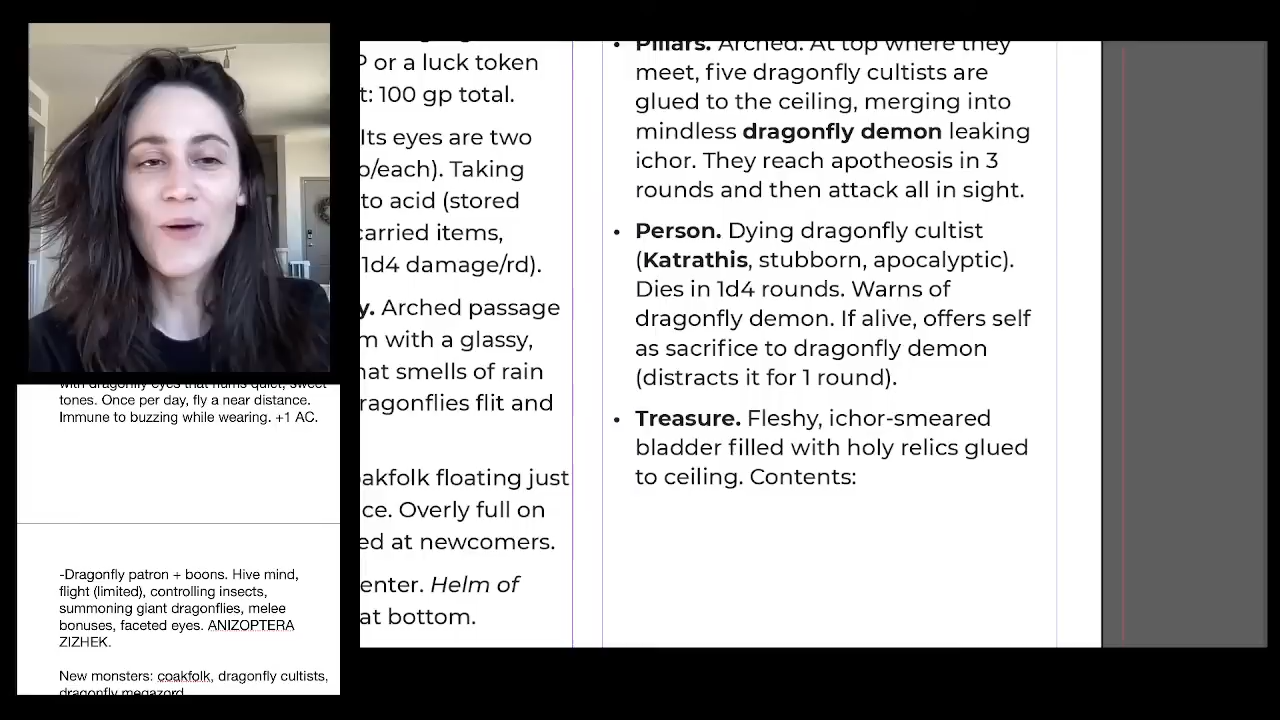 with dragonfly eyes that hums quiet, sweet
tones. Once per day, fly a near distance.
Immune to buzzing while wearing. +1 AC.
-Dragonfly patron + boons. Hive mind,
flight (limited), controlling insects,
summoning giant dragonflies, melee
bonuses, faceted eyes. ANIZOPTERA
ZIZHEK.
New monsters: coakfolk, dragonfly cultists,
dragonfly megazord
P or a luck token
t: 100 gp total.
Its eyes are two
o/each). Taking
to acid (stored
carried items,
1d4 damage/rd).
y. Arched passage
m with a glassy,
hat smells of rain
ragonflies flit and
oakfolk floating just
ce. Overly full on
ed at newcomers.
enter. Helm of
at bottom.
• Pillars. Arched. At top where they
meet, five dragonfly cultists are
glued to the ceiling, merging into
mindless dragonfly demon leaking
ichor. They reach apotheosis in 3
rounds and then attack all in sight.
• Person. Dying dragonfly cultist
(Katrathis, stubborn, apocalyptic).
Dies in 1d4 rounds. Warns of
dragonfly demon. If alive, offers self
as sacrifice to dragonfly demon
(distracts it for 1 round).
• Treasure. Fleshy, ichor-smeared
bladder filled with holy relics glued
to ceiling. Contents: